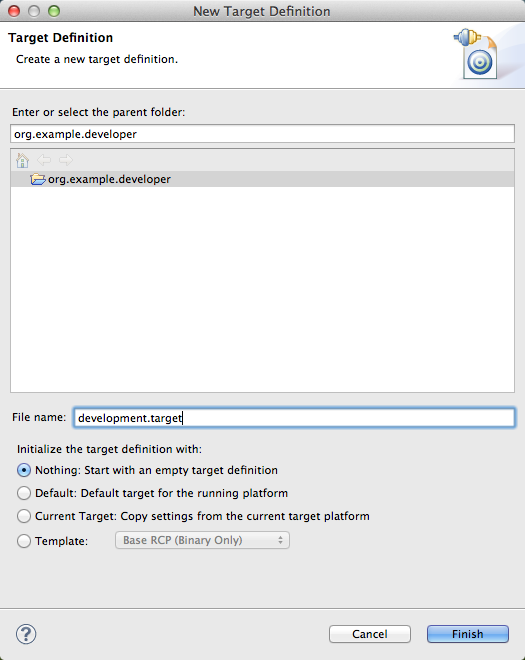 New Target Definition
Target Definition
Create a new target definition.
Enter or select the parent folder:
org.example.developer
org.example.developer
File name: development.target
Initialize the target definition with:
Nothing: Start with an empty target definition
Default: Default target for the running platform
Current Target: Copy settings from the current target platform
Template: Base RCP (Binary Only)
? Cancel Finish